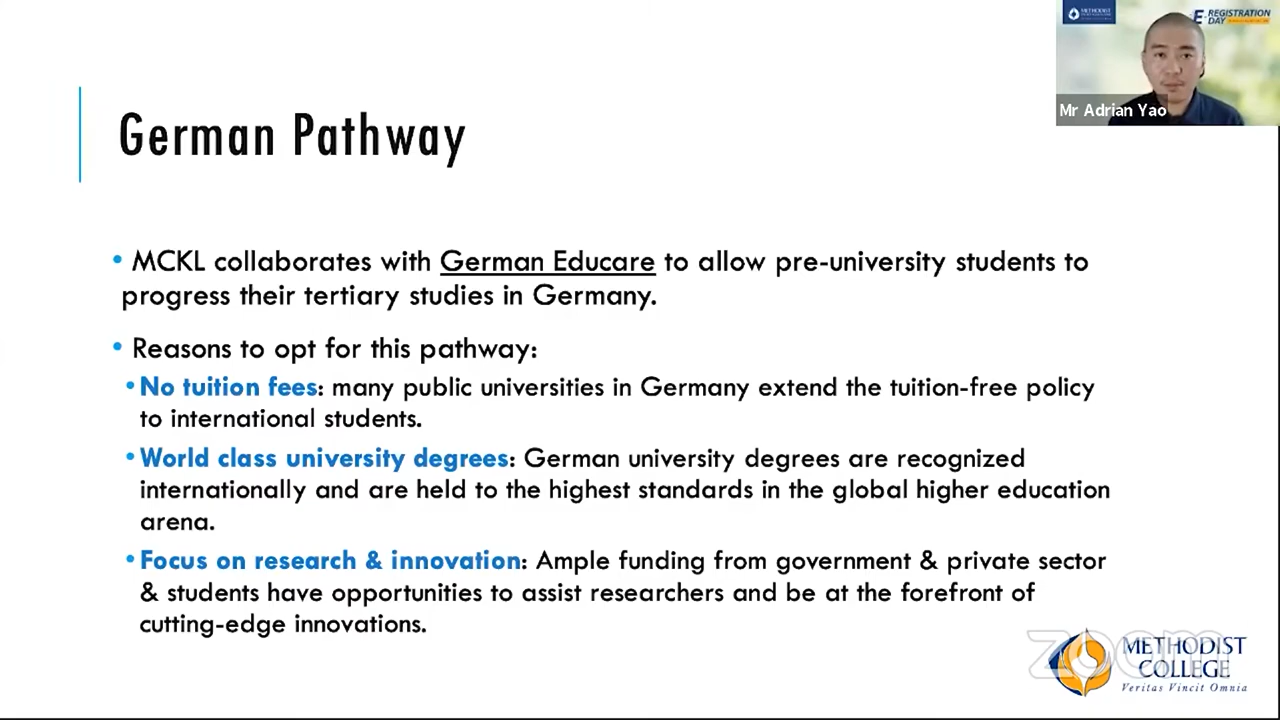 METHODIST
E-REGISTRATION
DAY
Mr Adrian Yao
German Pathway
• MCKL collaborates with German Educare to allow pre-university students to
progress their tertiary studies in Germany.
• Reasons to opt for this pathway:
• No tuition fees: many public universities in Germany extend the tuition-free policy
to international students.
• World class university degrees: German university degrees are recognized
internationally and are held to the highest standards in the global higher education
arena.
• Focus on research & innovation: Ample funding from government & private sector
& students have opportunities to assist researchers and be at the forefront of
cutting-edge innovations.
zoom
METHODIST
COLLEGE
Veritas Vincit Omnia